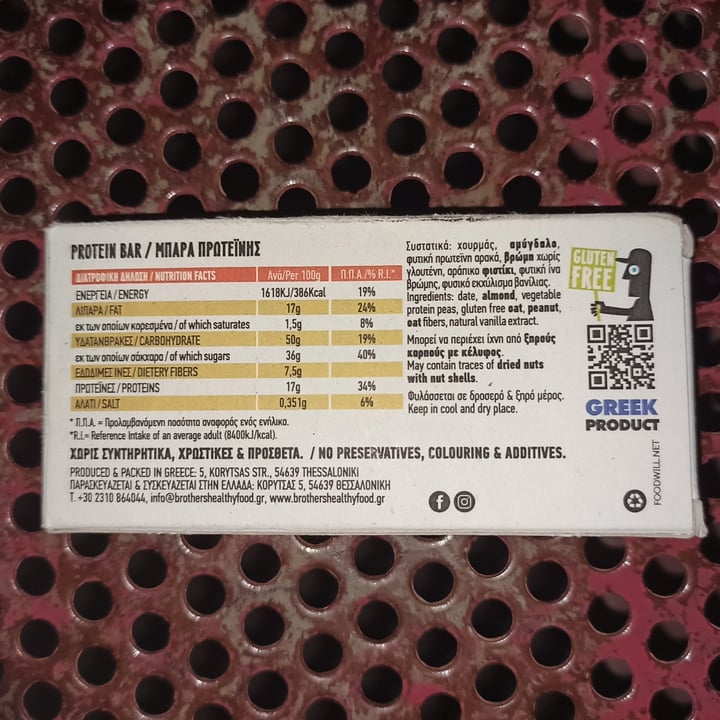 PROTEIN BAR / ΜΠΑΡΑ ΠΡΩΤΕΪΝΗΣ
ΔΙΑΤΡΟΦΙΚΗ ΔΗΛΩΣΗ / NUTRITION FACTS Ανά/Per 100g Π.Π.Α./% R.I.*
ΕΝΕΡΓΕΙΑ / ENERGY 1618KJ/386Kcal 19%
ΛΙΠΑΡΑ / FAT 17g 24%
εκ των οποίων κορεσμένα / of which saturates 1,5g 8%
ΥΔΑΤΑΝΘΡΑΚΕΣ / CARBOHYDRATE 50g 19%
εκ των οποίων σάκχαρα / of which sugars 36g 40%
ΕΔΩΔΙΜΕΣ ΙΝΕΣ / DIETERY FIBERS 7,5g
ΠΡΟΤΕΪΝΕΣ / PROTEINS 17g 34%
ΑΛΑΤΙ / SALT 0,351g 6%
* Π.Π.Α. = Προλαμβανόμενη ποσότητα αναφοράς ενός ενήλικα.
*R.I.= Reference intake of an average adult (8400kJ/kcal).
Συστατικά: χουρμάς, αμύγδαλο,
φυτική πρωτεΐνη αρακά, βρώμη χωρίς
γλουτένη, αράπικο φιστίκι, φυτική ίνα
βρώμης, φυσικό εκχύλισμα βανίλιας.
Ingredients: date, almond, vegetable
protein peas, gluten free oat, peanut,
oat fibers, natural vanilla extract.
Μπορεί να περιέχει ίχνη από ξηρούς
καρπούς με κέλυφος.
May contain traces of dried nuts
with nut shells.
Φυλάσσεται σε δροσερό & ξηρό μέρος.
Keep in cool and dry place.
GLUTEN
FREE
GREEK
PRODUCT
ΧΩΡΙΣ ΣΥΝΤΗΡΗΤΙΚΑ, ΧΡΩΣΤΙΚΕΣ & ΠΡΟΣΘΕΤΑ. / NO PRESERVATIVES, COLOURING & ADDITIVES.
PRODUCED & PACKED IN GREECE: 5, KORYTSAS STR., 54639 THESSALONIKI
ΠΑΡΑΣΚΕΥΑΖΕΤΑΙ & ΣΥΣΚΕΥΑΖΕΤΑΙ ΣΤΗΝ ΕΛΛΑΔΑ: ΚΟΡΥΤΣΑΣ 5, 54639 ΘΕΣΣΑΛΟΝΙΚΗ
T. +30 2310 864044, info@brothershealthyfood.gr, www.brothershealthyfood.gr
FOODWILL.NET